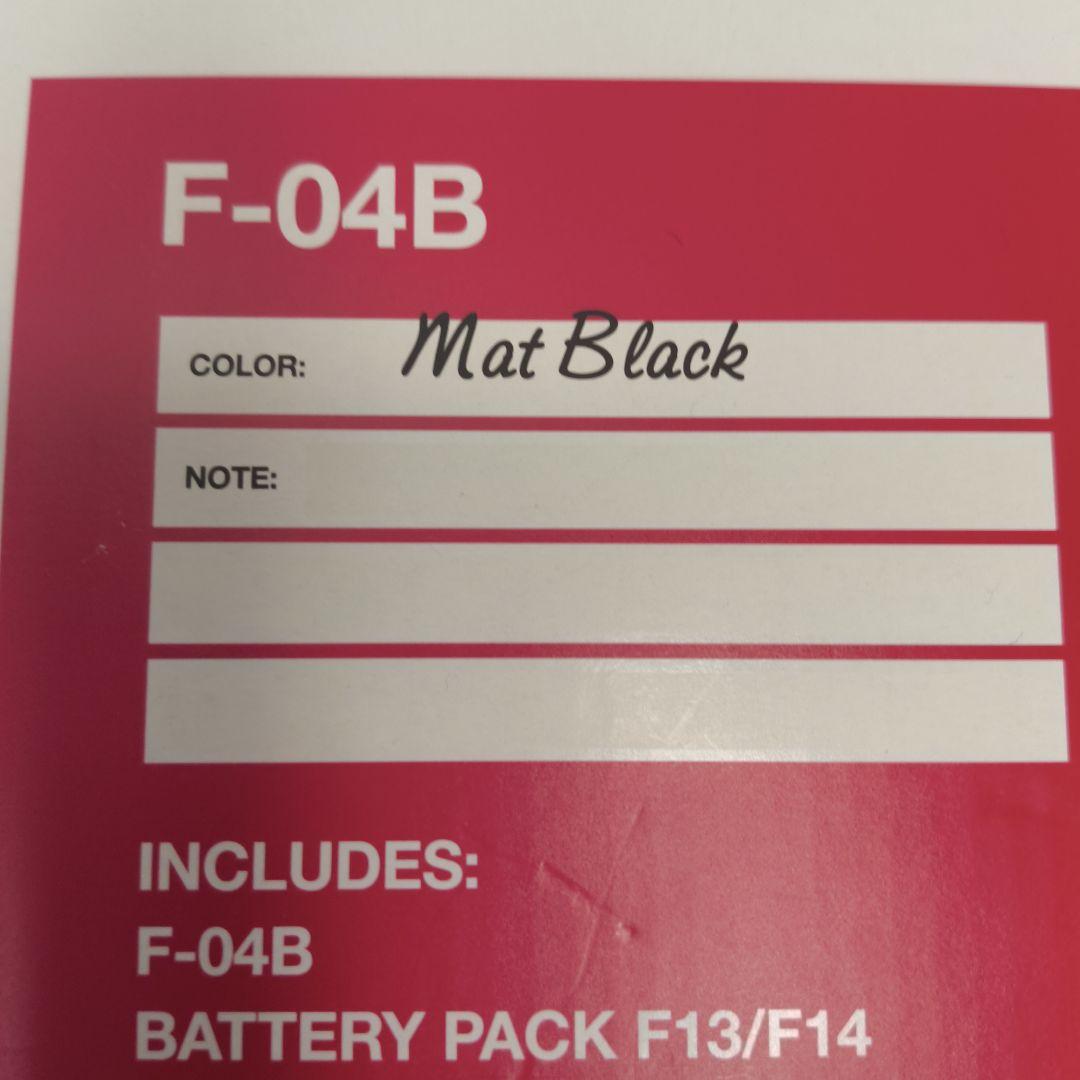 F-04B
COLOR: Mat Black
NOTE:
INCLUDES:
F-04B
BATTERY PACK F13/F14